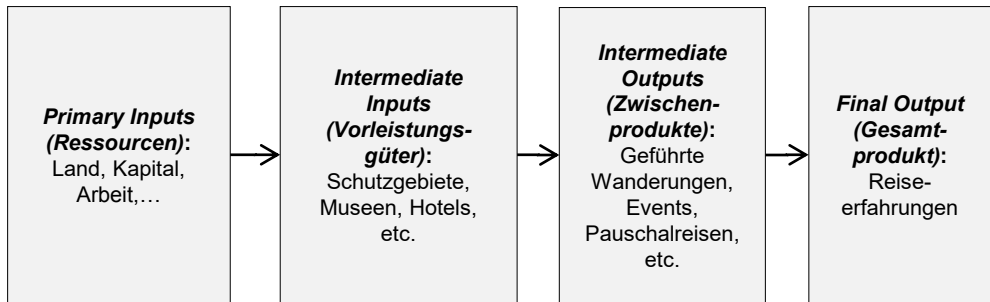 Primary Inputs
(Ressourcen):
Land, Kapital,
Arbeit,…
Intermediate
Inputs
(Vorleistungs-
güter):
Schutzgebiete,
Museen, Hotels,
etc.
Intermediate
Outputs
(Zwischen-
produkte):
Geführte
Wanderungen,
Events,
Pauschalreisen,
etc.
Final Output
(Gesamt-
produkt):
Reise-
erfahrungen